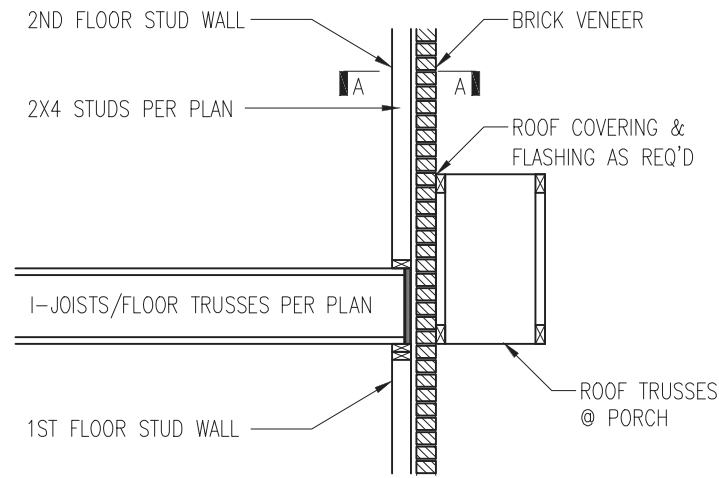 2ND FLOOR STUD WALL
BRICK VENEER
A
A
2X4 STUDS PER PLAN
ROOF COVERING &
FLASHING AS REQ'D
I-JOISTS/FLOOR TRUSSES PER PLAN
ROOF TRUSSES
@ PORCH
1ST FLOOR STUD WALL